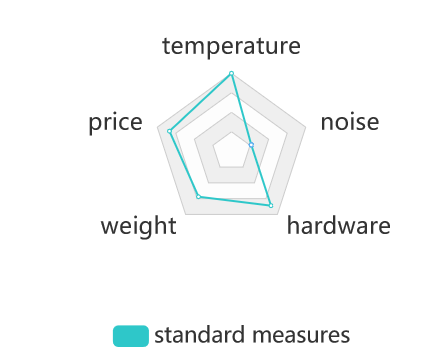 temperature
price
noise
weight
hardware
standard measures